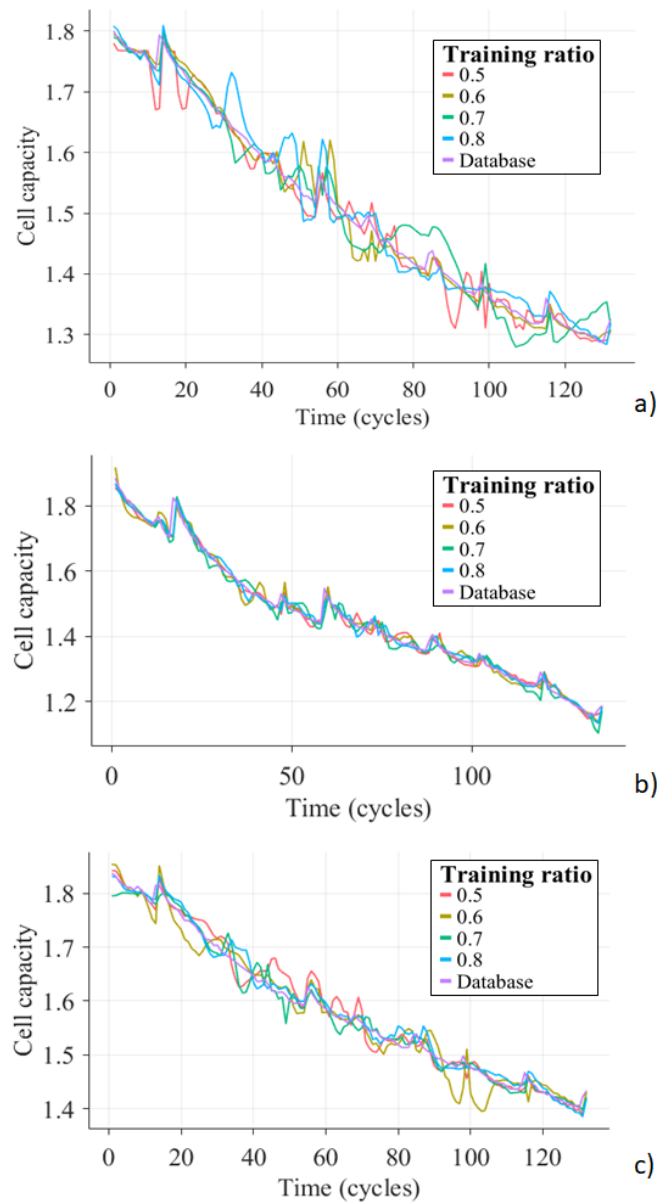 1.8
1.7
1.6
1.5
1.4
1.3
Cell capacity
Training ratio
0.5
0.6
0.7
0.8
Database
0 20 40 60 80 100 120
Time (cycles)
a)
1.8
1.6
1.4
1.2
Cell capacity
Training ratio
0.5
0.6
0.7
0.8
Database
0 50 100
Time (cycles)
b)
1.8
1.7
1.6
1.5
1.4
Cell capacity
Training ratio
0.5
0.6
0.7
0.8
Database
0 20 40 60 80 100 120
Time (cycles)
c)